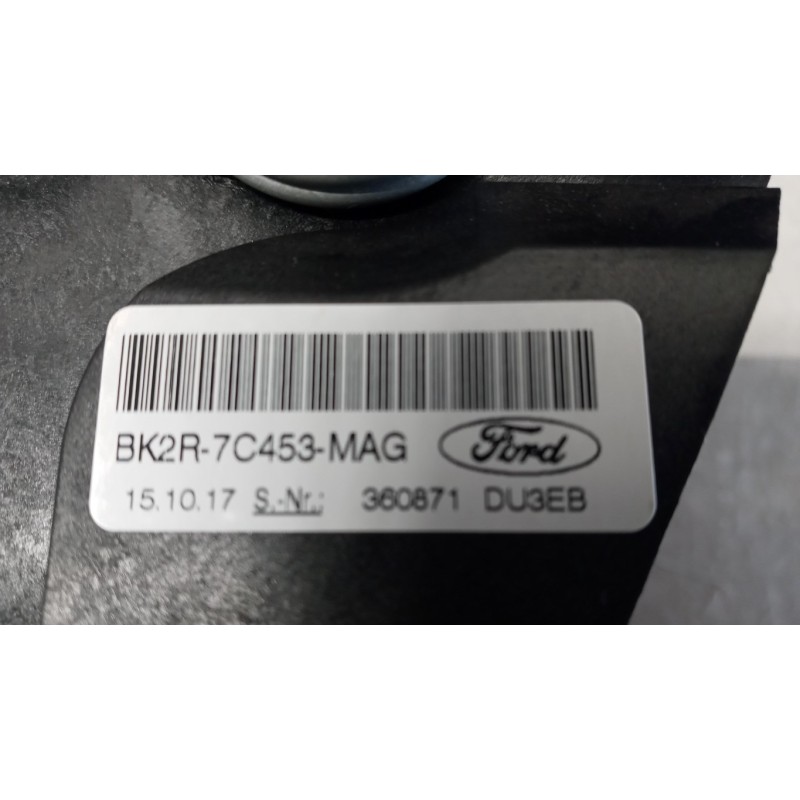 BK2R-7C453-MAG Ford
15.10.17 S.-Nr.: 360871 DU3EB